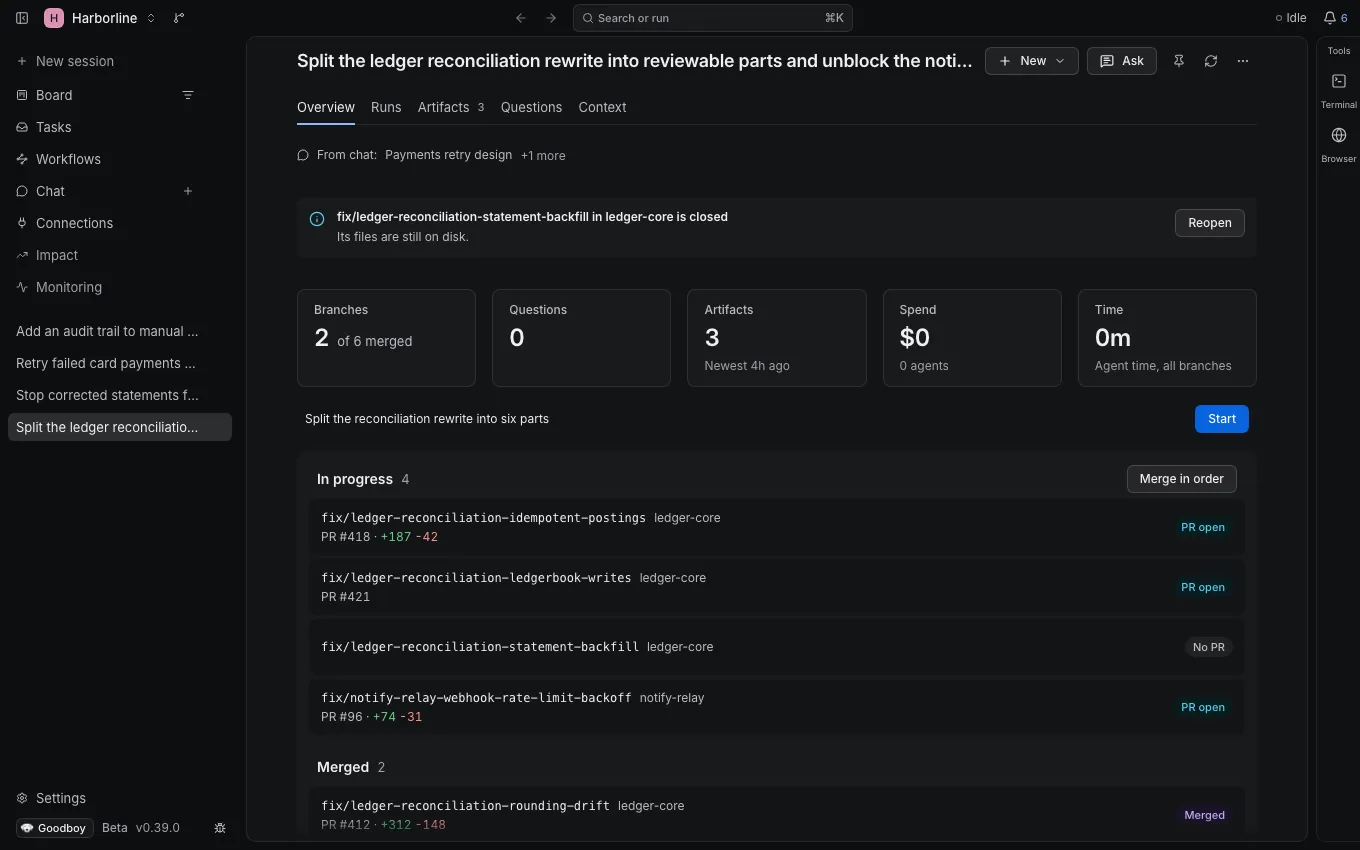 H Harborline
Search or run ⌘K
Idle 6
New session
Board
Tasks
Workflows
Chat
Connections
Impact
Monitoring
Add an audit trail to manual ...
Retry failed card payments ...
Stop corrected statements f...
Split the ledger reconciliatio...
Settings
Goodboy Beta v0.39.0
Split the ledger reconciliation rewrite into reviewable parts and unblock the noti...
New Ask
Overview Runs Artifacts 3 Questions Context
From chat: Payments retry design +1 more
fix/ledger-reconciliation-statement-backfill in ledger-core is closed
Its files are still on disk.
Reopen
Branches
2 of 6 merged
Questions
0
Artifacts
3
Newest 4h ago
Spend
$0
0 agents
Time
0m
Agent time, all branches
Split the reconciliation rewrite into six parts
Start
In progress 4
Merge in order
fix/ledger-reconciliation-idempotent-postings ledger-core
PR #418 · +187 -42
PR open
fix/ledger-reconciliation-ledgerbook-writes ledger-core
PR #421
PR open
fix/ledger-reconciliation-statement-backfill ledger-core
No PR
fix/notify-relay-webhook-rate-limit-backoff notify-relay
PR #96 · +74 -31
PR open
Merged 2
fix/ledger-reconciliation-rounding-drift ledger-core
PR #412 · +312 -148
Merged
Tools
Terminal
Browser